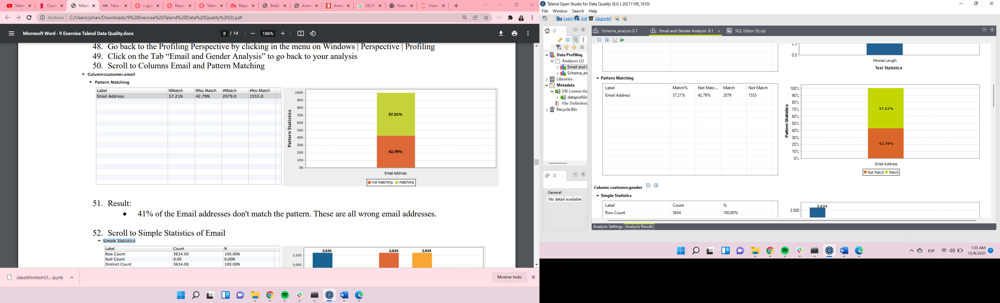 Talen
Cours
Micro
New
« guid
Resou
Talend
Regis
Beibla
Anme
Anme
SECRE
Nueva
Home
Archivo | C:/Users/johan/Downloads/9%20Exercise%20Talend%20Data%20Quality%20(3).pdf
Microsoft Word - 9 Exercise Talend Data Quality.docx
8 / 14
186%
48. Go back to the Profiling Perspective by clicking in the menu on Windows | Perspective | Profiling
49. Click on the Tab “Email and Gender Analysis” to go back to your analysis
50. Scroll to Columns Email and Pattern Matching
Column:customer.email
Pattern Matching
Label %Match %No Match #Match #No Match
Email Address 57.21% 42.79% 2079.0 1555.0
Pattern Statistics
100%
90%
80%
70%
60%
50%
40%
30%
20%
10%
0%
57.21%
42.79%
Email Address
not matching matching
51. Result:
• 41% of the Email addresses don't match the pattern. These are all wrong email addresses.
52. Scroll to Simple Statistics of Email
Simple Statistics
Label Count %
Row Count 3634.00 100.00%
Null Count 0.00 0.00%
Distinct Count 3634.00 100.00%
3,634 3,634 3,634
3,500
3,000
class9(NotesInCl....ipynb
Mostrar todo
Talend Open Studio for Data Quality (8.0.1.20211109_1610)
File Window Search Help
Learn Ask Upgrade!
D
Data Profiling
Analyses (2)
Email and G
Schema_an
Libraries
Metadata
DB Connectio
dataprofilin
File Delimited
Recycle Bin
D
General
No detail available
Schema_analysis 0.1
Email and Gender Analysis 0.1
SQL Editor (0).sql
2.5
0.0
Minimal Length
Text Statistics
Pattern Matching
Label Match% Not Matc... Match Not Match
Email Address 57.21% 42.79% 2079 1555
Pattern Statistics
100%
90%
80%
70%
60%
50%
40%
30%
20%
10%
0%
57.21%
42.79%
Email Address
Not Match Match
Column: customer.gender
Simple Statistics
Label Count %
Row Count 3634 100.00%
3,634
3,500
Analysis Settings Analysis Results
ESP
1:33 AM
12/8/2021
7